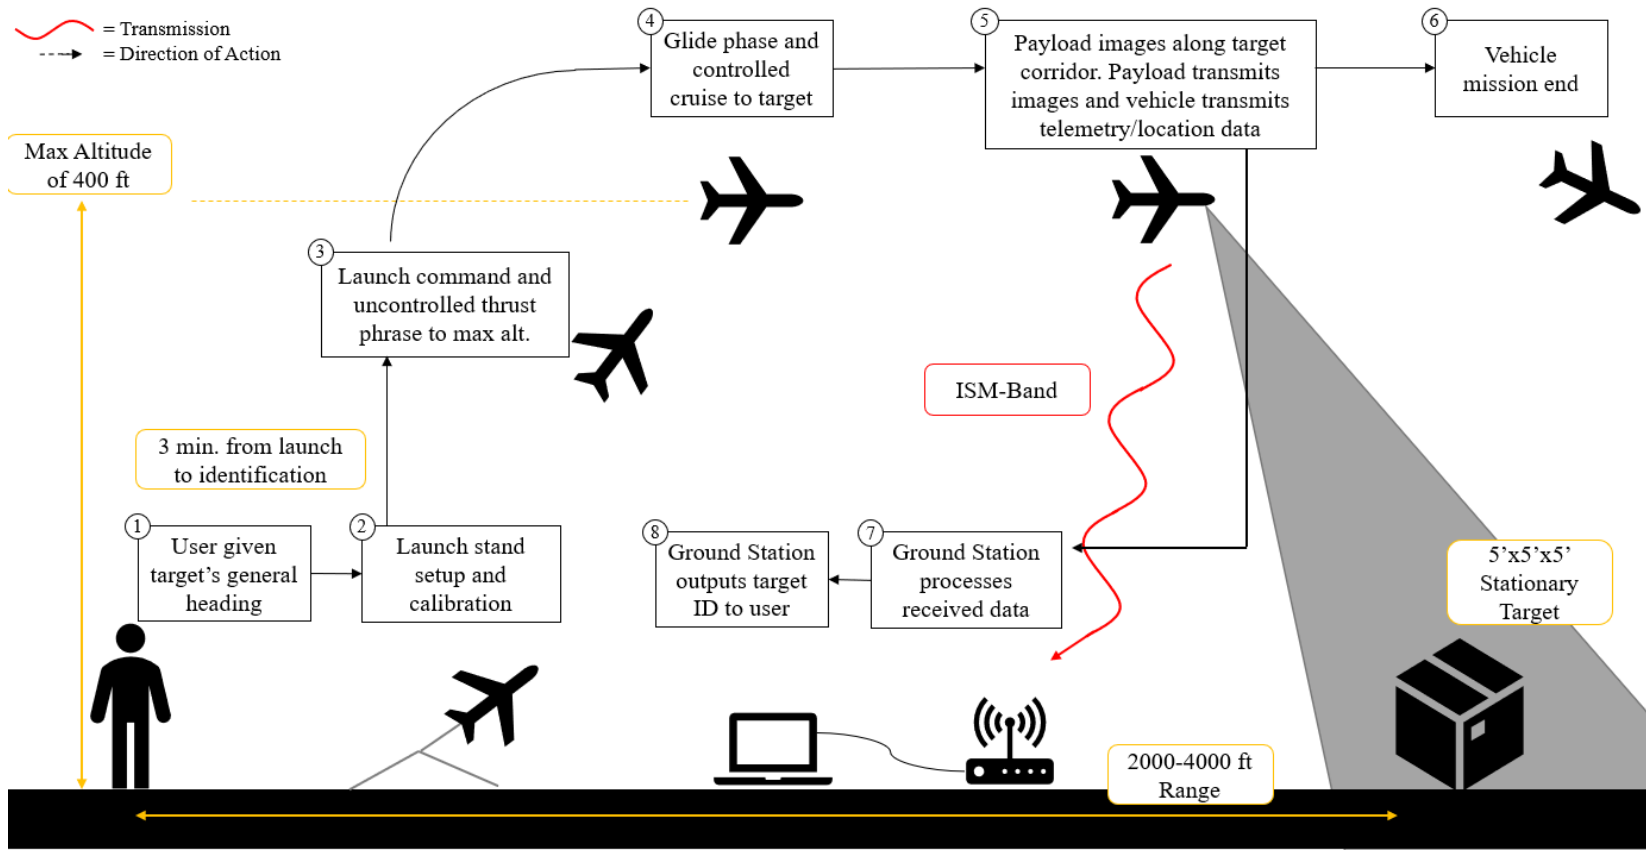 = Transmission
= Direction of Action
Max Altitude
of 400 ft
3 min. from launch
to identification
1
User given
target's general
heading
2
Launch stand
setup and
calibration
3
Launch command and
uncontrolled thrust
phrase to max alt.
4
Glide phase and
controlled
cruise to target
5
Payload images along target
corridor. Payload transmits
images and vehicle transmits
telemetry/location data
6
Vehicle
mission end
ISM-Band
7
Ground Station
processes
received data
8
Ground Station
outputs target
ID to user
5'x5'x5'
Stationary
Target
2000-4000 ft
Range